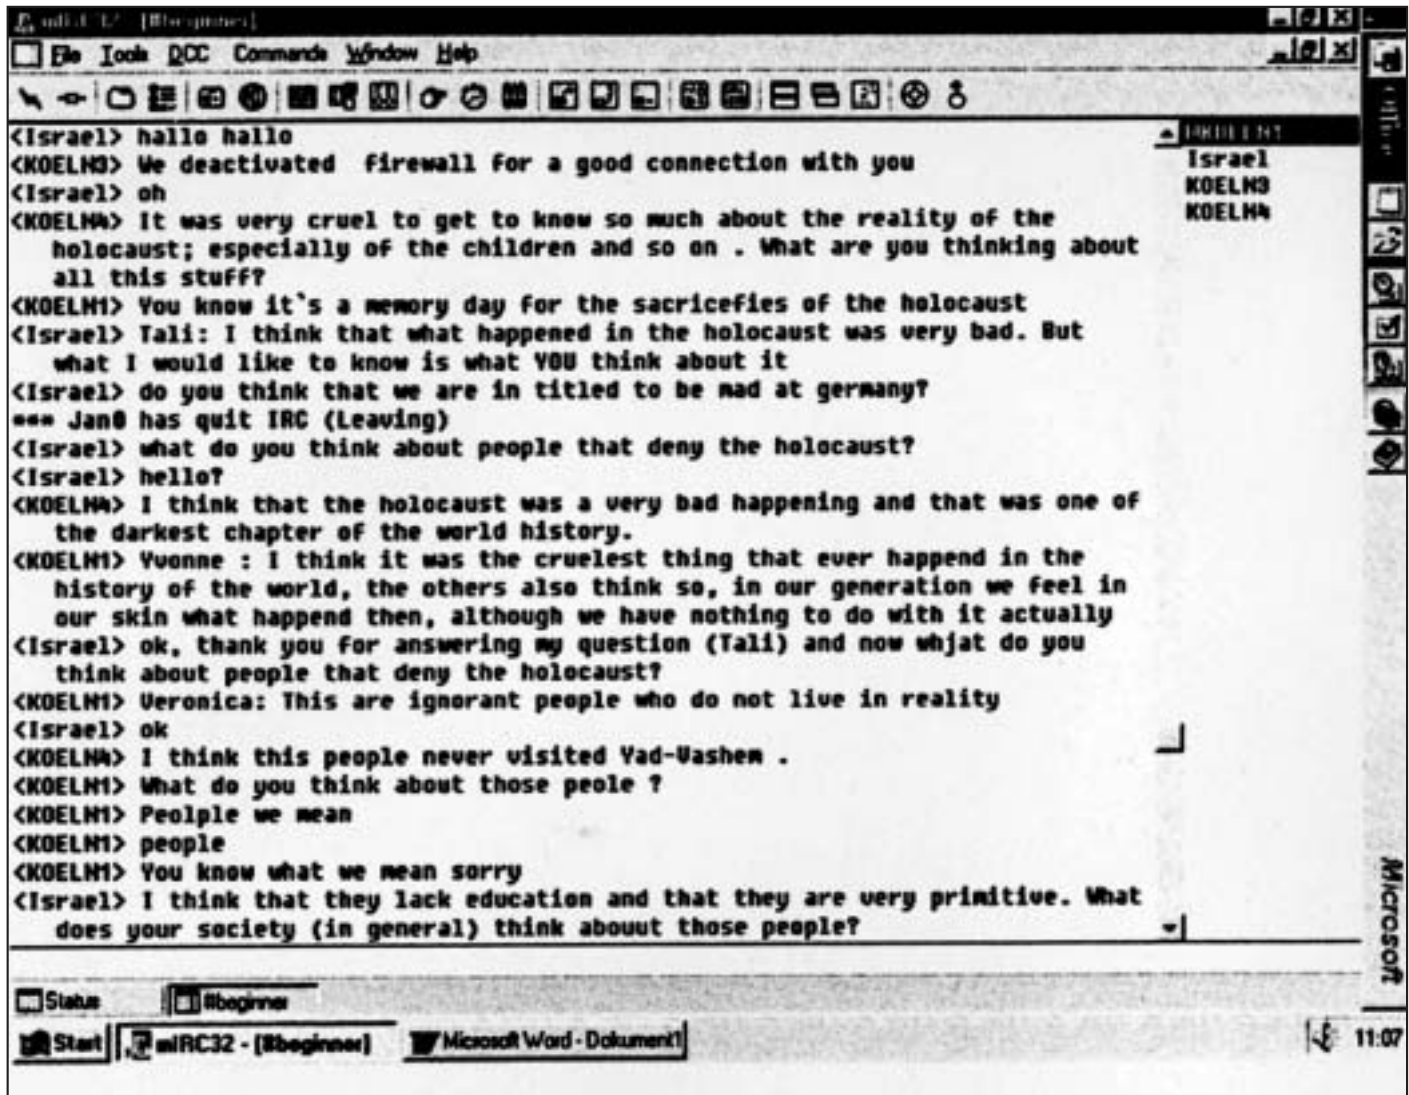 mIRC32 - [#beginner]
File Tools DCC Commands Window Help
<Israel> hallo hallo
<KOELN3> We deactivated firewall for a good connection with you
<Israel> oh
<KOELN4> It was very cruel to get to know so much about the reality of the
holocaust; especially of the children and so on . What are you thinking about
all this stuff?
<KOELN1> You know it`s a memory day for the sacricefies of the holocaust
<Israel> Tali: I think that what happened in the holocaust was very bad. But
what I would like to know is what YOU think about it
<Israel> do you think that we are in titled to be mad at germany?
*** Jan0 has quit IRC (Leaving)
<Israel> what do you think about people that deny the holocaust?
<Israel> hello?
<KOELN4> I think that the holocaust was a very bad happening and that was one of
the darkest chapter of the world history.
<KOELN1> Yvonne : I think it was the cruelest thing that ever happend in the
history of the world, the others also think so, in our generation we feel in
our skin what happend then, although we have nothing to do with it actually
<Israel> ok, thank you for answering my question (Tali) and now whjat do you
think about people that deny the holocaust?
<KOELN1> Veronica: This are ignorant people who do not live in reality
<Israel> ok
<KOELN4> I think this people never visited Yad-Vashem .
<KOELN1> What do you think about those peole ?
<KOELN1> Peolple we mean
<KOELN1> people
<KOELN1> You know what we mean sorry
<Israel> I think that they lack education and that they are very primitive. What
does your society (in general) think abouut those people?
Israel
KOELN3
KOELN4
Office
Microsoft
Status #beginner
Start mIRC32 - [#beginner] Microsoft Word - Dokument1 11:07